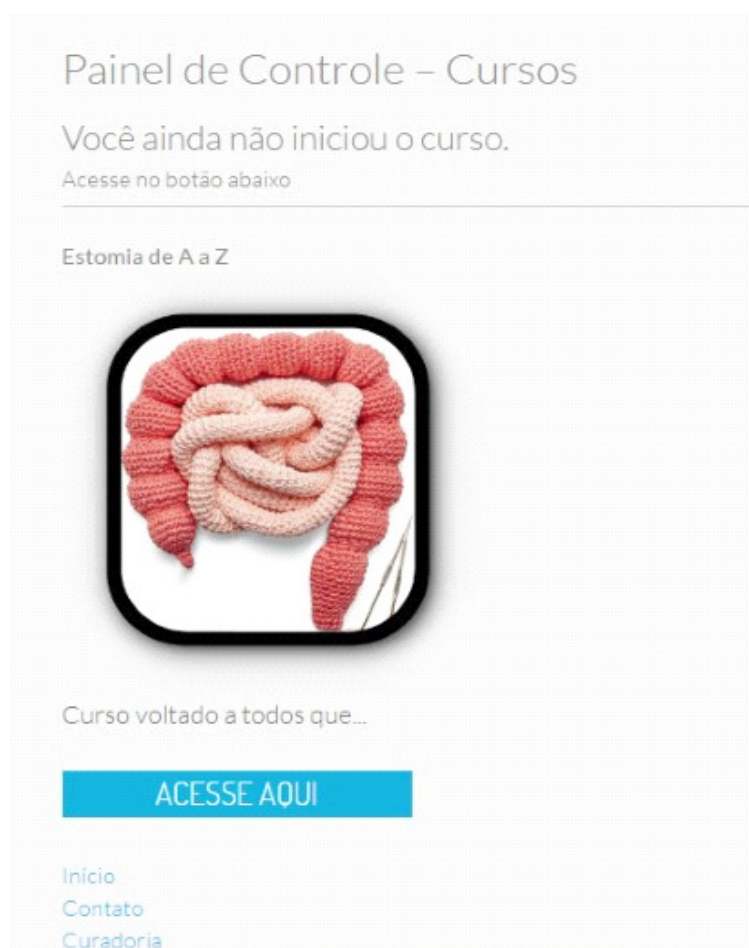 Painel de Controle – Cursos
Você ainda não iniciou o curso.
Acesse no botão abaixo
Estomia de A a Z
Curso voltado a todos que...
ACESSE AQUI
Início
Contato
Curadoria